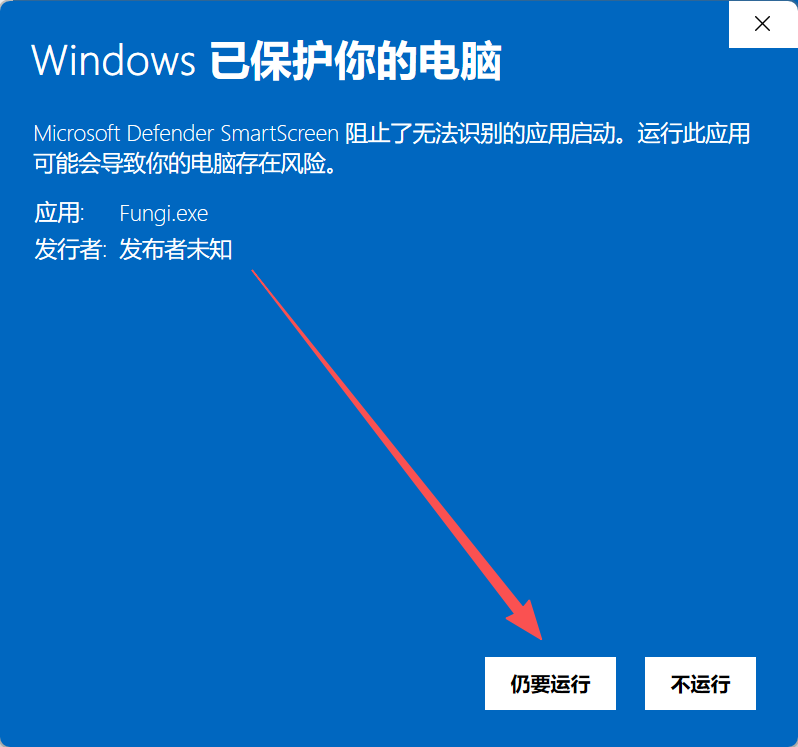 Windows 已保护你的电脑
Microsoft Defender SmartScreen 阻止了无法识别的应用启动。运行此应用
可能会导致你的电脑存在风险。
应用: Fungi.exe
发行者: 发布者未知
仍要运行 不运行